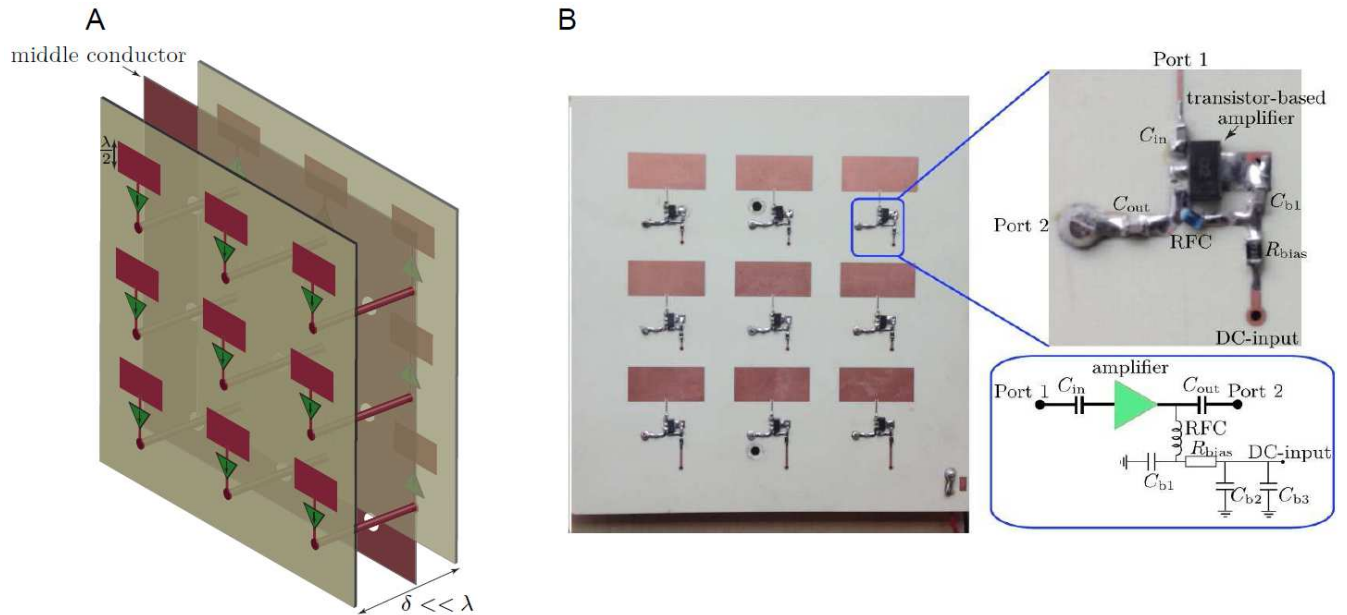 A
middle conductor
λ/2
δ << λ
B
Port 1
transistor-based
amplifier
C_in
C_out
C_b1
Port 2
RFC
R_bias
DC-input
amplifier
Port 1
C_in
C_out
Port 2
RFC
R_bias
DC-input
C_b1
C_b2
C_b3